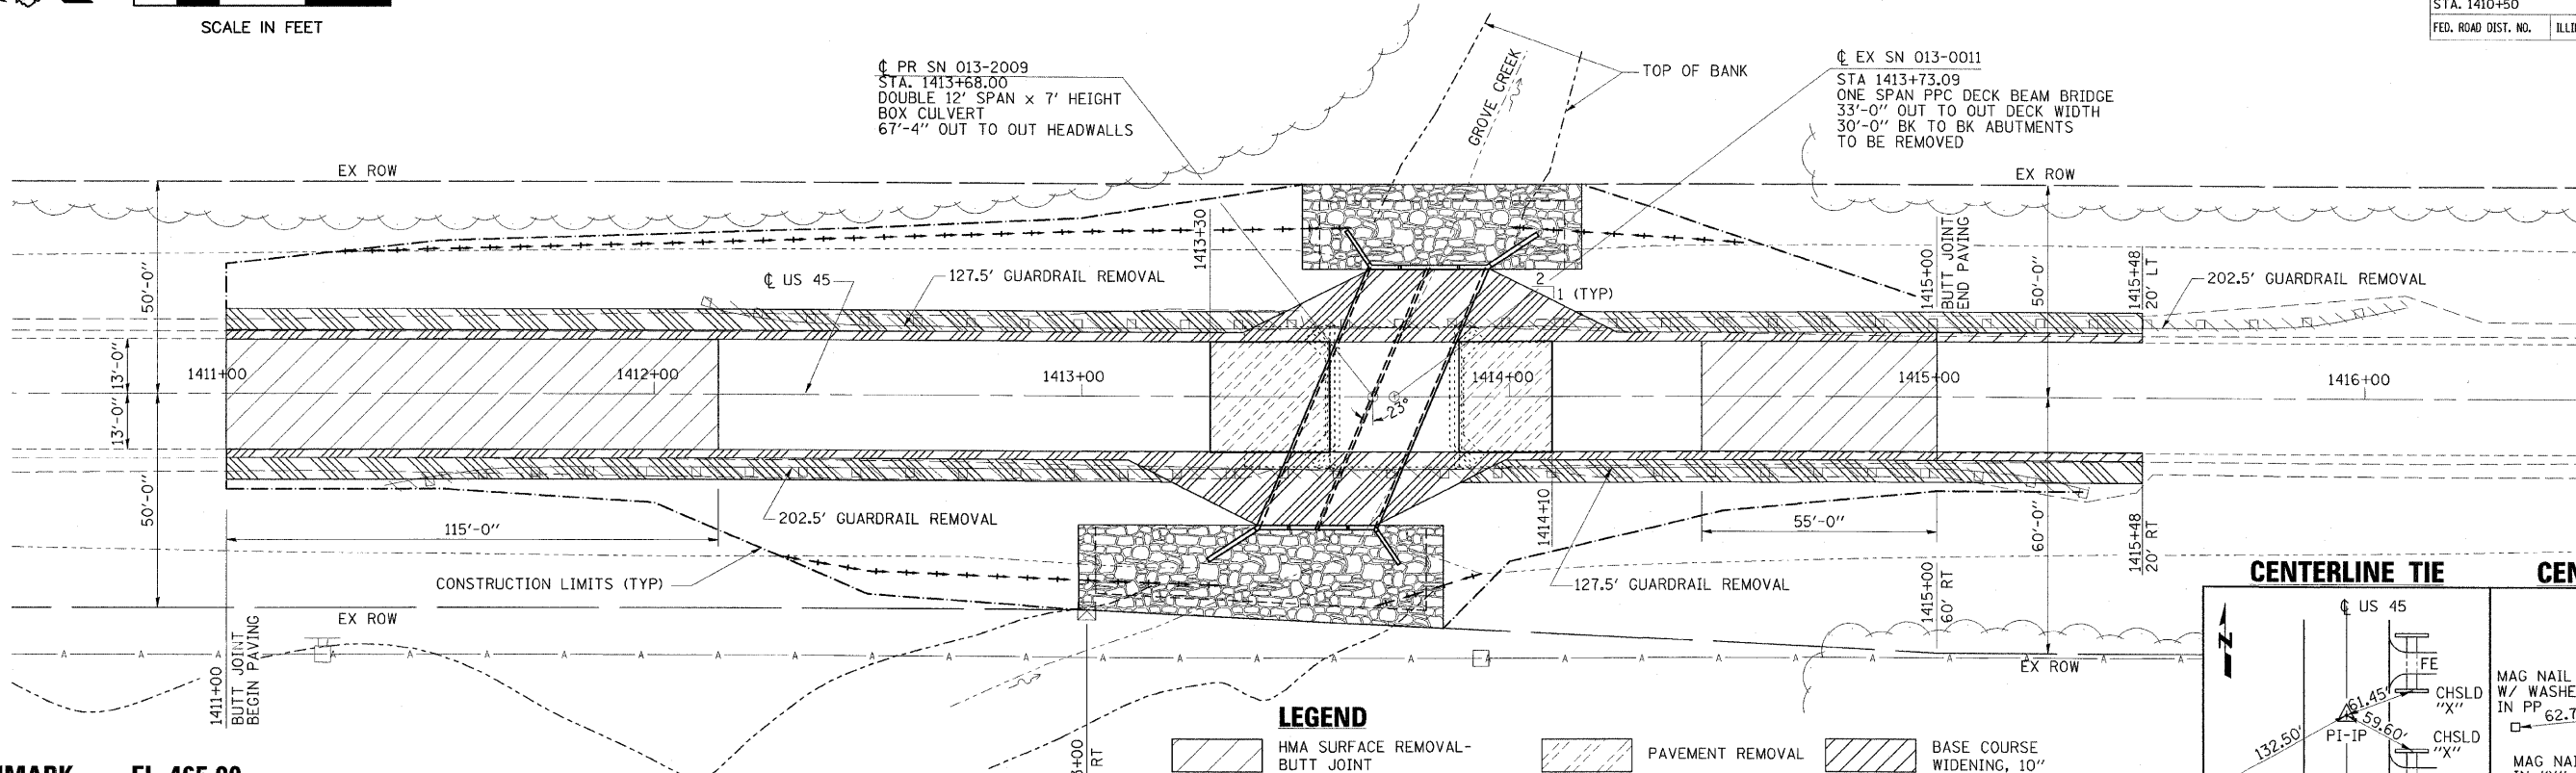 SCALE IN FEET
STA. 1410+50
FED. ROAD DIST. NO.
℄ PR SN 013-2009
STA. 1413+68.00
DOUBLE 12' SPAN x 7' HEIGHT
BOX CULVERT
67'-4" OUT TO OUT HEADWALLS
GROVE CREEK
TOP OF BANK
℄ EX SN 013-0011
STA 1413+73.09
ONE SPAN PPC DECK BEAM BRIDGE
33'-0" OUT TO OUT DECK WIDTH
30'-0" BK TO BK ABUTMENTS
TO BE REMOVED
EX ROW
EX ROW
50'-0"
1413+30
℄ US 45
127.5' GUARDRAIL REMOVAL
2
1 (TYP)
1415+00
BUTT JOINT
END PAVING
50'-0"
1415+48
20' LT
202.5' GUARDRAIL REMOVAL
13'-0"
13'-0"
1411+00
1412+00
1413+00
23°
1414+00
1415+00
1416+00
50'-0"
115'-0"
202.5' GUARDRAIL REMOVAL
1414+10
55'-0"
60'-0"
1415+48
20' RT
CONSTRUCTION LIMITS (TYP)
127.5' GUARDRAIL REMOVAL
1415+00
60' RT
EX ROW
EX ROW
A A A A A A A A A A A A A A A A A A A A A A A A A A A A
1411+00
BUTT JOINT
BEGIN PAVING
RT
LEGEND
HMA SURFACE REMOVAL-
BUTT JOINT
PAVEMENT REMOVAL
BASE COURSE
WIDENING, 10"
CENTERLINE TIE
℄ US 45
N
FE
61.45'
CHSLD
"X"
59.60'
CHSLD
"X"
132.50'
PI-IP
MAG NAIL
IN PP